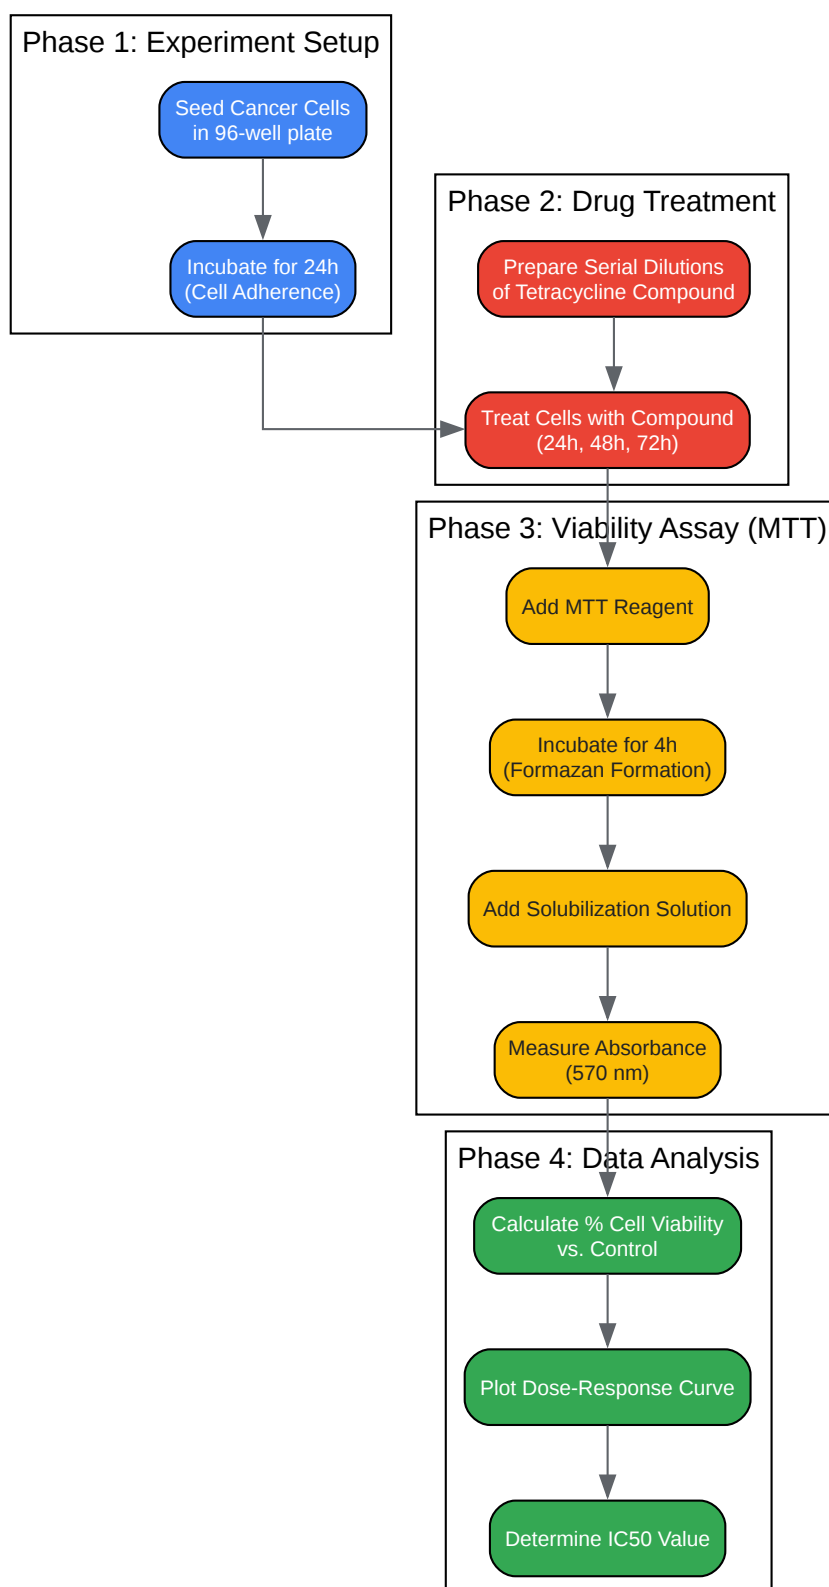 Phase 1: Experiment Setup
Seed Cancer Cells
in 96-well plate
Incubate for 24h
(Cell Adherence)
Phase 2: Drug Treatment
Prepare Serial Dilutions
of Tetracycline Compound
Treat Cells with Compound
(24h, 48h, 72h)
Phase 3: Viability Assay (MTT)
Add MTT Reagent
Incubate for 4h
(Formazan Formation)
Add Solubilization Solution
Measure Absorbance
(570 nm)
Phase 4: Data Analysis
Calculate % Cell Viability
vs. Control
Plot Dose-Response Curve
Determine IC50 Value